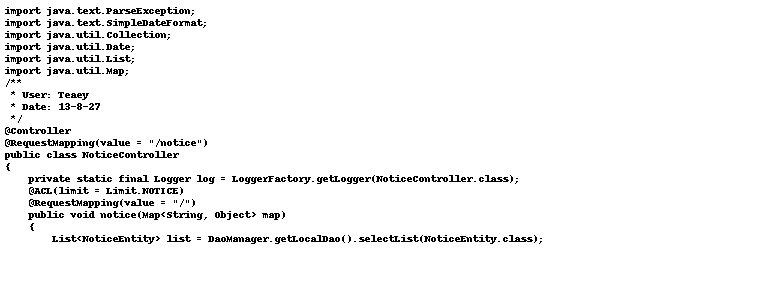 import java.text.ParseException;
import java.text.SimpleDateFormat;
import java.util.Collection;
import java.util.Date;
import java.util.List;
import java.util.Map;
/**
 * User: Teaey
 * Date: 13-8-27
 */
@Controller
@RequestMapping(value = "/notice")
public class NoticeController
{
    private static final Logger log = LoggerFactory.getLogger(NoticeController.class);
    @ACL(limit = Limit.NOTICE)
    @RequestMapping(value = "/")
    public void notice(Map<String, Object> map)
    {
        List<NoticeEntity> list = DaoManager.getLocalDao().selectList(NoticeEntity.class);